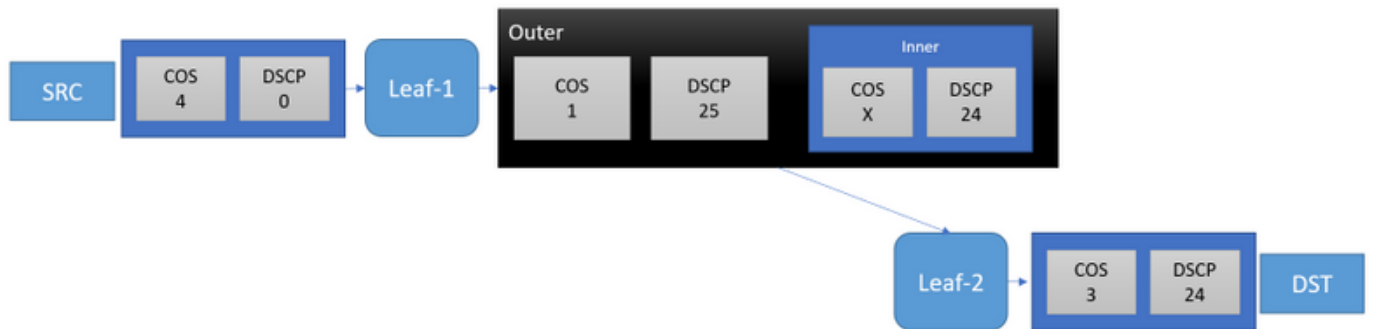 SRC
COS
4
DSCP
0
Leaf-1
Outer
COS
1
DSCP
25
Inner
COS
X
DSCP
24
Leaf-2
COS
3
DSCP
24
DST